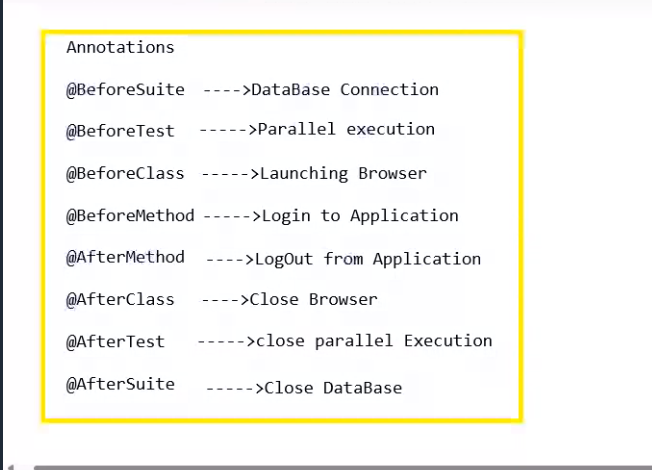 Annotations
@BeforeSuite ---->DataBase Connection
@BeforeTest ----->Parallel execution
@BeforeClass ----->Launching Browser
@BeforeMethod ----->Login to Application
@AfterMethod ---->LogOut from Application
@AfterClass ---->Close Browser
@AfterTest ----->close parallel Execution
@AfterSuite ----->Close DataBase